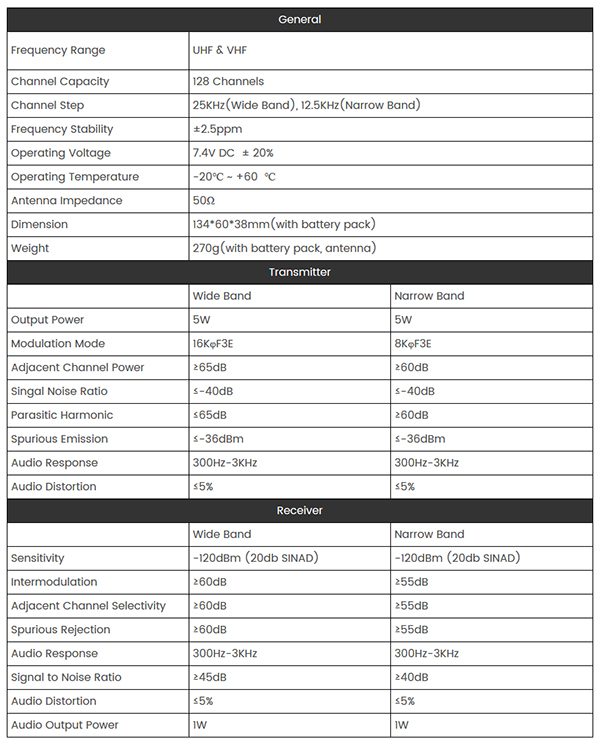 General
Frequency Range UHF & VHF
Channel Capacity 128 Channels
Channel Step 25KHz(Wide Band), 12.5KHz(Narrow Band)
Frequency Stability ±2.5ppm
Operating Voltage 7.4V DC ± 20%
Operating Temperature -20℃ ~ +60 ℃
Antenna Impedance 50Ω
Dimension 134*60*38mm(with battery pack)
Weight 270g(with battery pack, antenna)
Transmitter
Wide Band Narrow Band
Output Power 5W 5W
Modulation Mode 16KφF3E 8KφF3E
Adjacent Channel Power ≥65dB ≥60dB
Singal Noise Ratio ≤-40dB ≤-40dB
Parasitic Harmonic ≤65dB ≥60dB
Spurious Emission ≤-36dBm ≤-36dBm
Audio Response 300Hz-3KHz 300Hz-3KHz
Audio Distortion ≤5% ≤5%
Receiver
Wide Band Narrow Band
Sensitivity -120dBm (20db SINAD) -120dBm (20db SINAD)
Intermodulation ≥60dB ≥55dB
Adjacent Channel Selectivity ≥60dB ≥55dB
Spurious Rejection ≥60dB ≥55dB
Audio Response 300Hz-3KHz 300Hz-3KHz
Signal to Noise Ratio ≥45dB ≥40dB
Audio Distortion ≤5% ≤5%
Audio Output Power 1W 1W